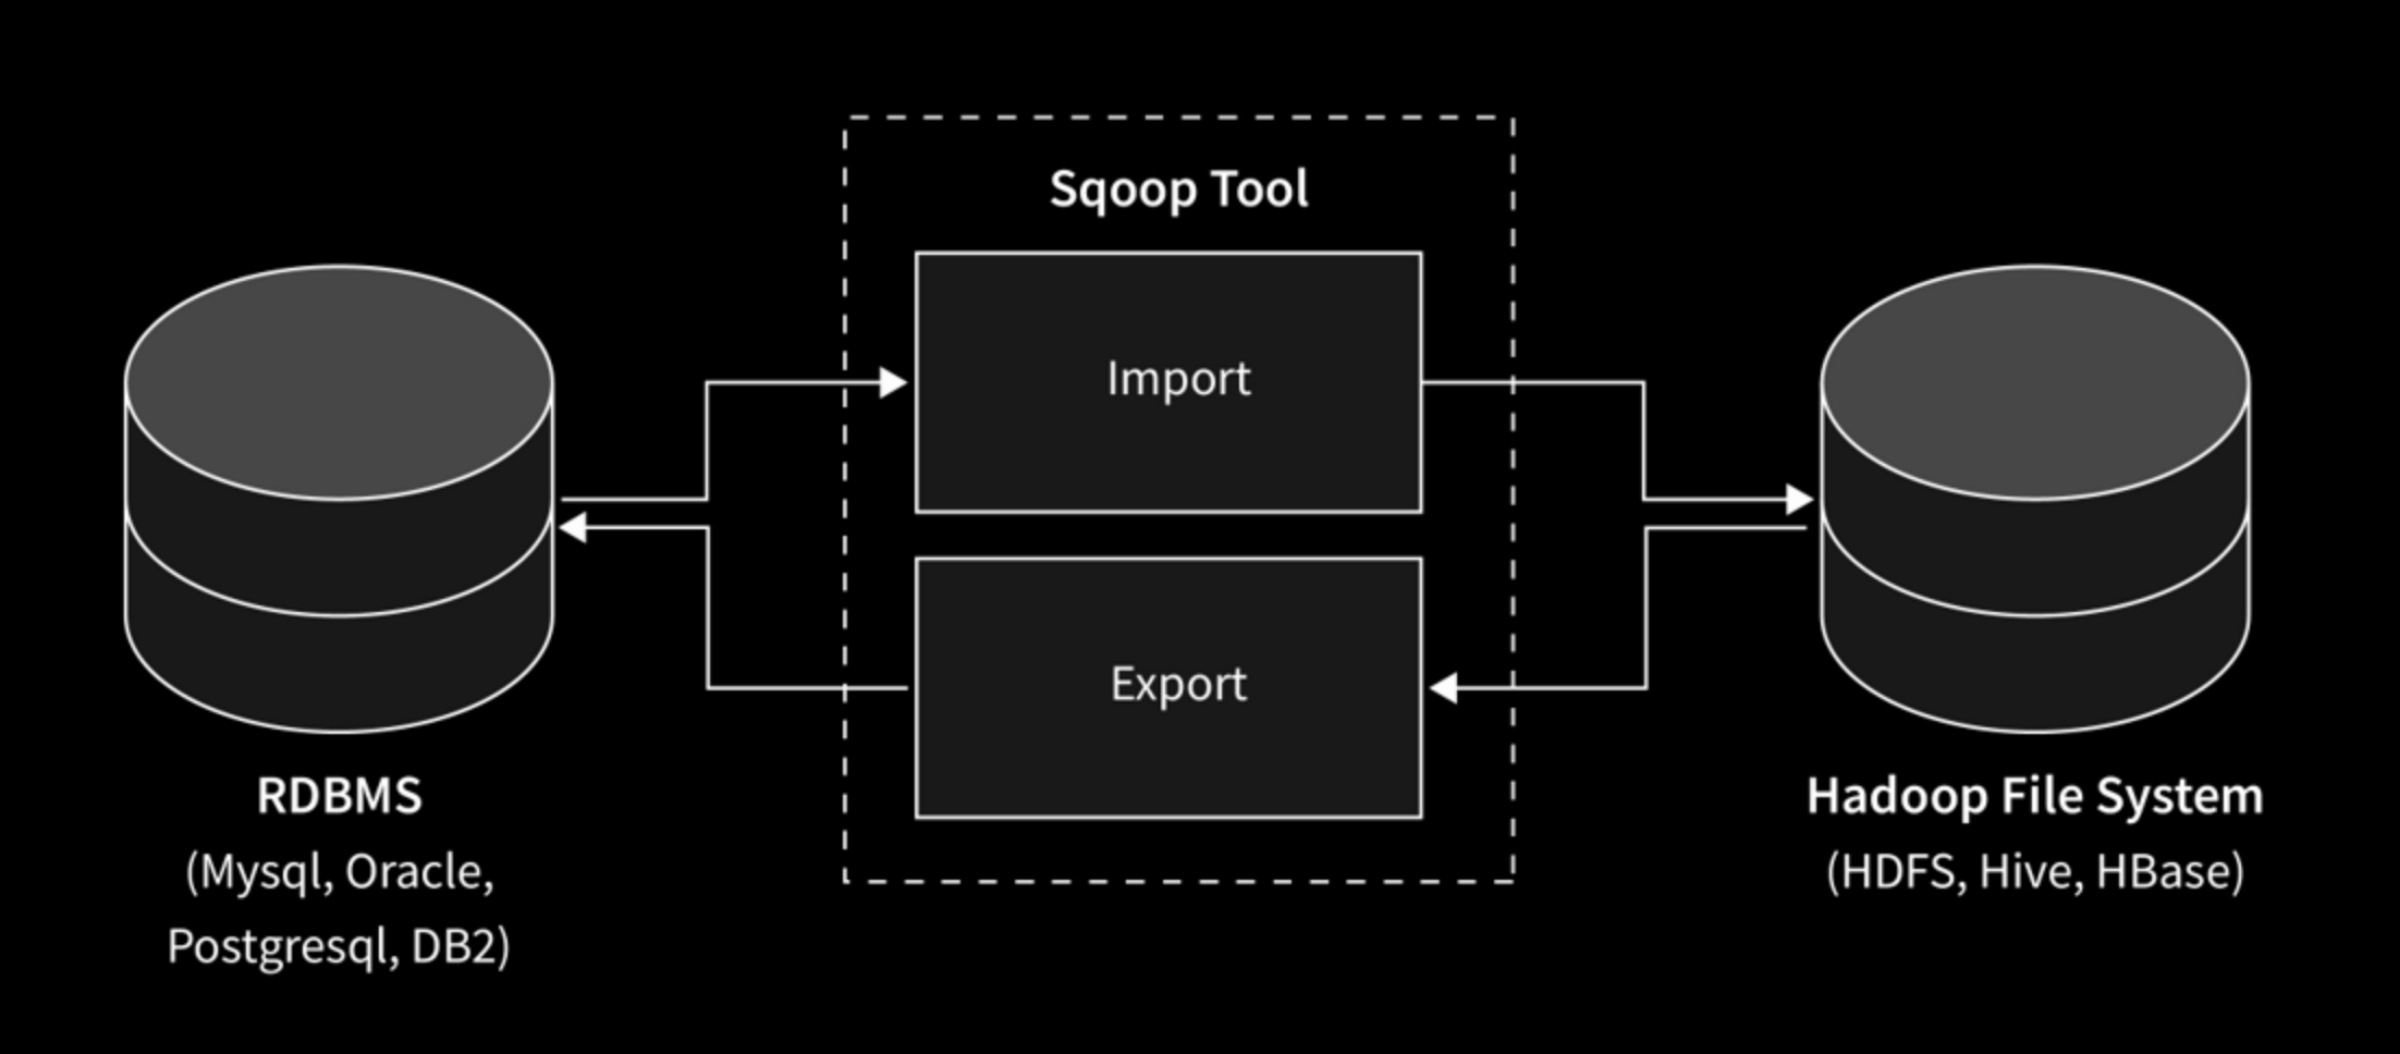 Sqoop Tool
Import
Export
RDBMS
(Mysql, Oracle,
Postgresql, DB2)
Hadoop File System
(HDFS, Hive, HBase)